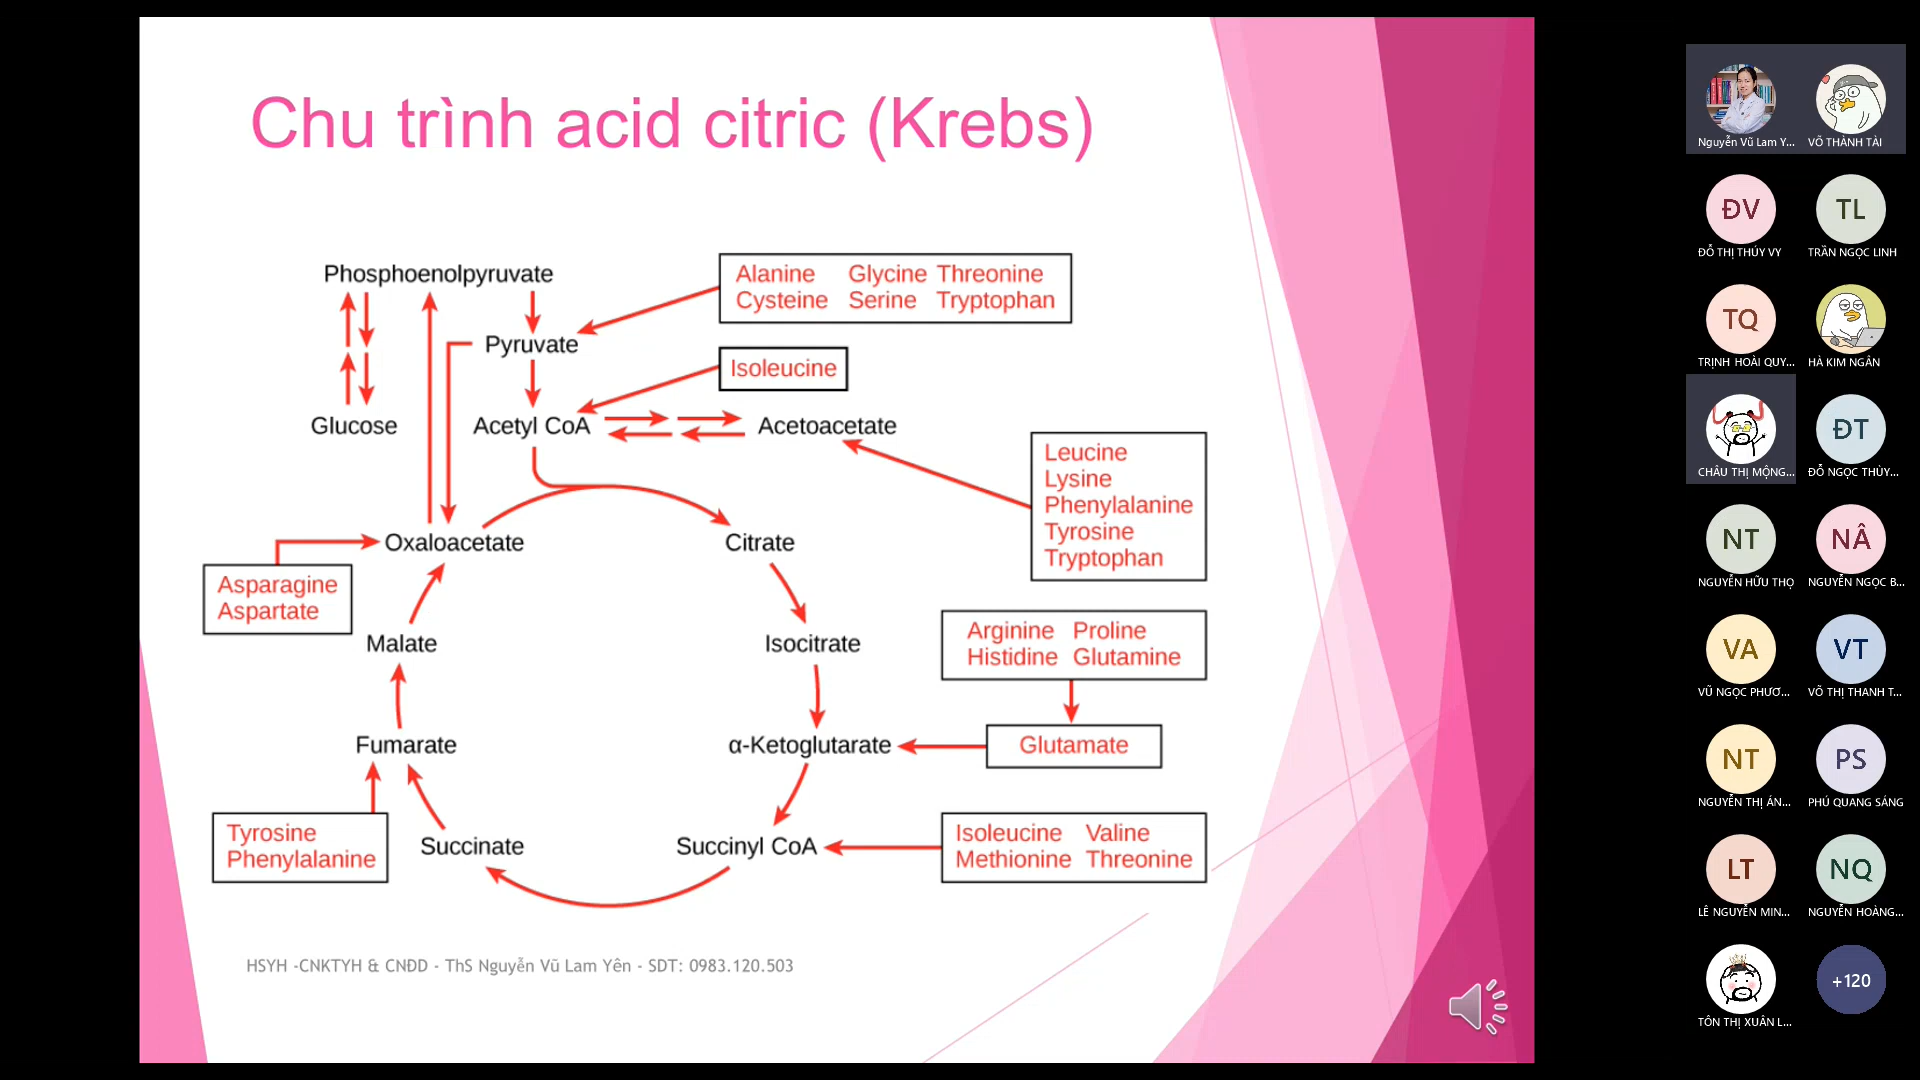 Chu trình acid citric (Krebs)
Phosphoenolpyruvate
Alanine Glycine Threonine
Cysteine Serine Tryptophan
Pyruvate
Isoleucine
Glucose
Acetyl CoA
Acetoacetate
Leucine
Lysine
Phenylalanine
Tyrosine
Tryptophan
Oxaloacetate
Citrate
Asparagine
Aspartate
Malate
Isocitrate
Arginine Proline
Histidine Glutamine
Fumarate
α-Ketoglutarate
Glutamate
Tyrosine
Phenylalanine
Succinate
Succinyl CoA
Isoleucine Valine
Methionine Threonine
HSYH -CNKTYH & CNĐD - ThS Nguyễn Vũ Lam Yên - SDT: 0983.120.503
Nguyễn Vũ Lam Y...
VÕ THÀNH TÀI
ĐV
TL
ĐỖ THỊ THÚY VY
TRẦN NGỌC LINH
TQ
TRỊNH HOÀI QUY...
HÀ KIM NGÂN
ĐT
CHÂU THỊ MỘNG...
ĐỖ NGỌC THÙY...
NT
NÂ
NGUYỄN HỮU THỌ
NGUYỄN NGỌC B...
VA
VT
VŨ NGỌC PHƯƠ...
VÕ THỊ THANH T...
NT
PS
NGUYỄN THỊ ÁN...
PHÚ QUANG SÁNG
LT
NQ
LÊ NGUYỄN MIN...
NGUYỄN HOÀNG...
+120
TÔN THỊ XUÂN L...